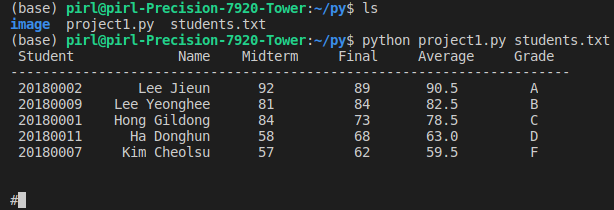 (base) pirl@pirl-Precision-7920-Tower:~/py$ ls
image  project1.py  students.txt
(base) pirl@pirl-Precision-7920-Tower:~/py$ python project1.py students.txt
Student Name Midterm Final Average Grade
----------------------------------------------------------------------
20180002 Lee Jieun 92 89 90.5 A
20180009 Lee Yeonghee 81 84 82.5 B
20180001 Hong Gildong 84 73 78.5 C
20180011 Ha Donghun 58 68 63.0 D
20180007 Kim Cheolsu 57 62 59.5 F
#